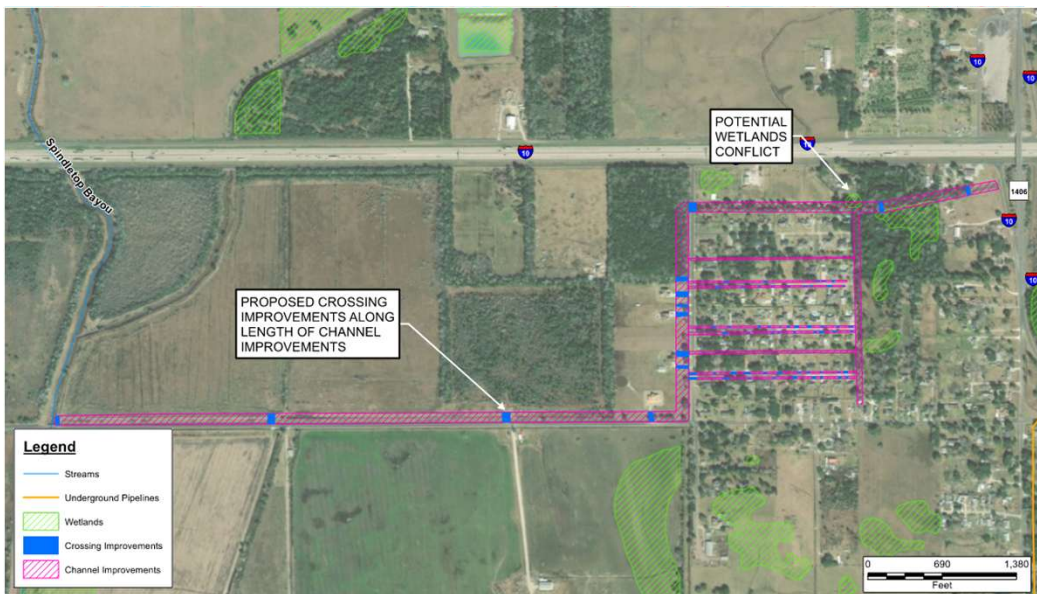 10
10
POTENTIAL
WETLANDS
CONFLICT
10
10
Spindletop Bayou
1406
10
10
PROPOSED CROSSING
IMPROVEMENTS ALONG
LENGTH OF CHANNEL
IMPROVEMENTS
Legend
Streams
Underground Pipelines
Wetlands
Crossing Improvements
Channel Improvements
0 690 1,380
Feet